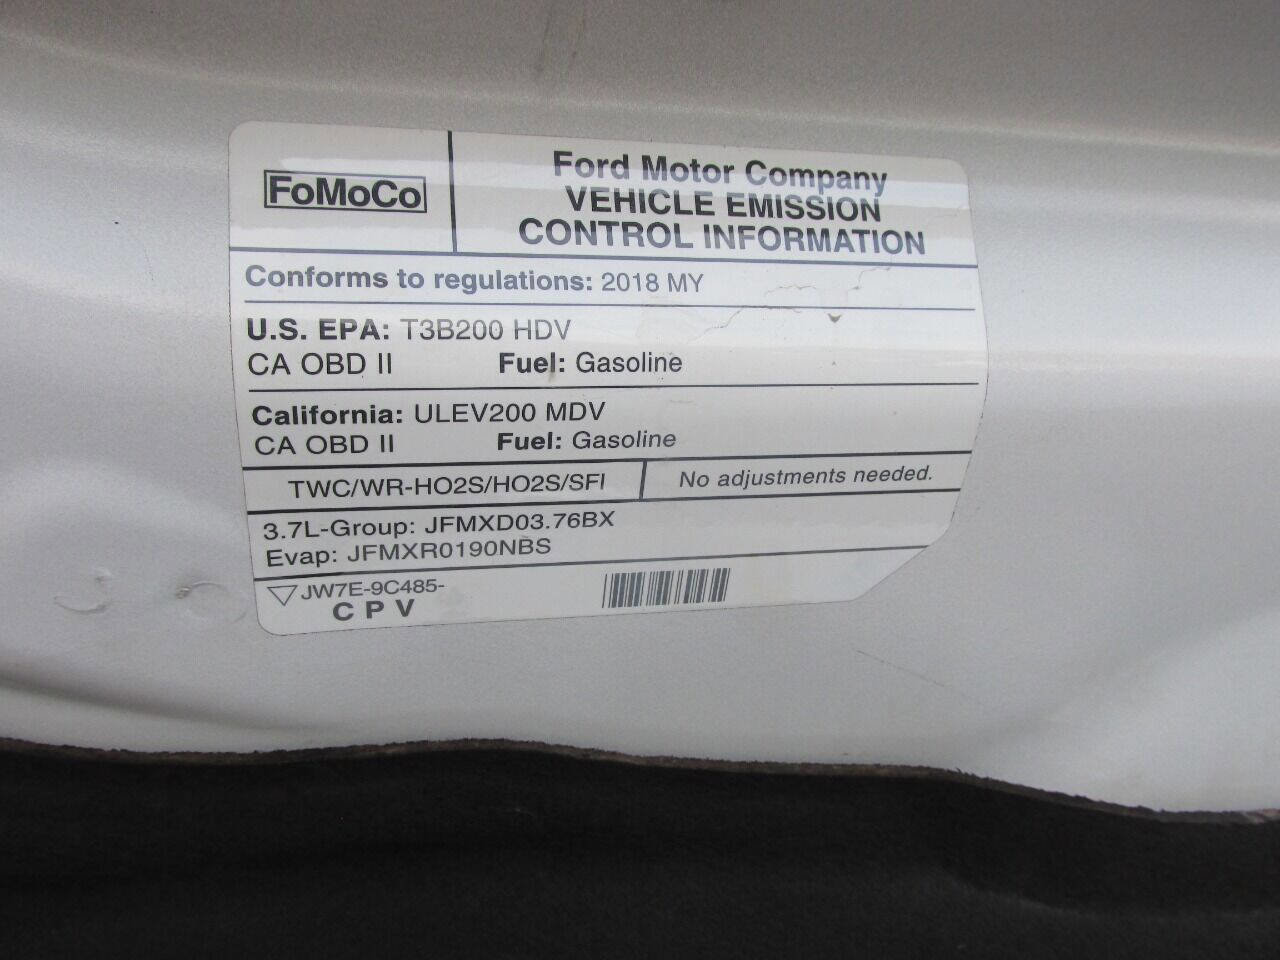 FoMoCo
Ford Motor Company
VEHICLE EMISSION
CONTROL INFORMATION
Conforms to regulations: 2018 MY
U.S. EPA: T3B200 HDV
CA OBD II Fuel: Gasoline
California: ULEV200 MDV
CA OBD II Fuel: Gasoline
TWC/WR-HO2S/HO2S/SFI No adjustments needed.
3.7L-Group: JFMXD03.76BX
Evap: JFMXR0190NBS
JW7E-9C485-
C P V